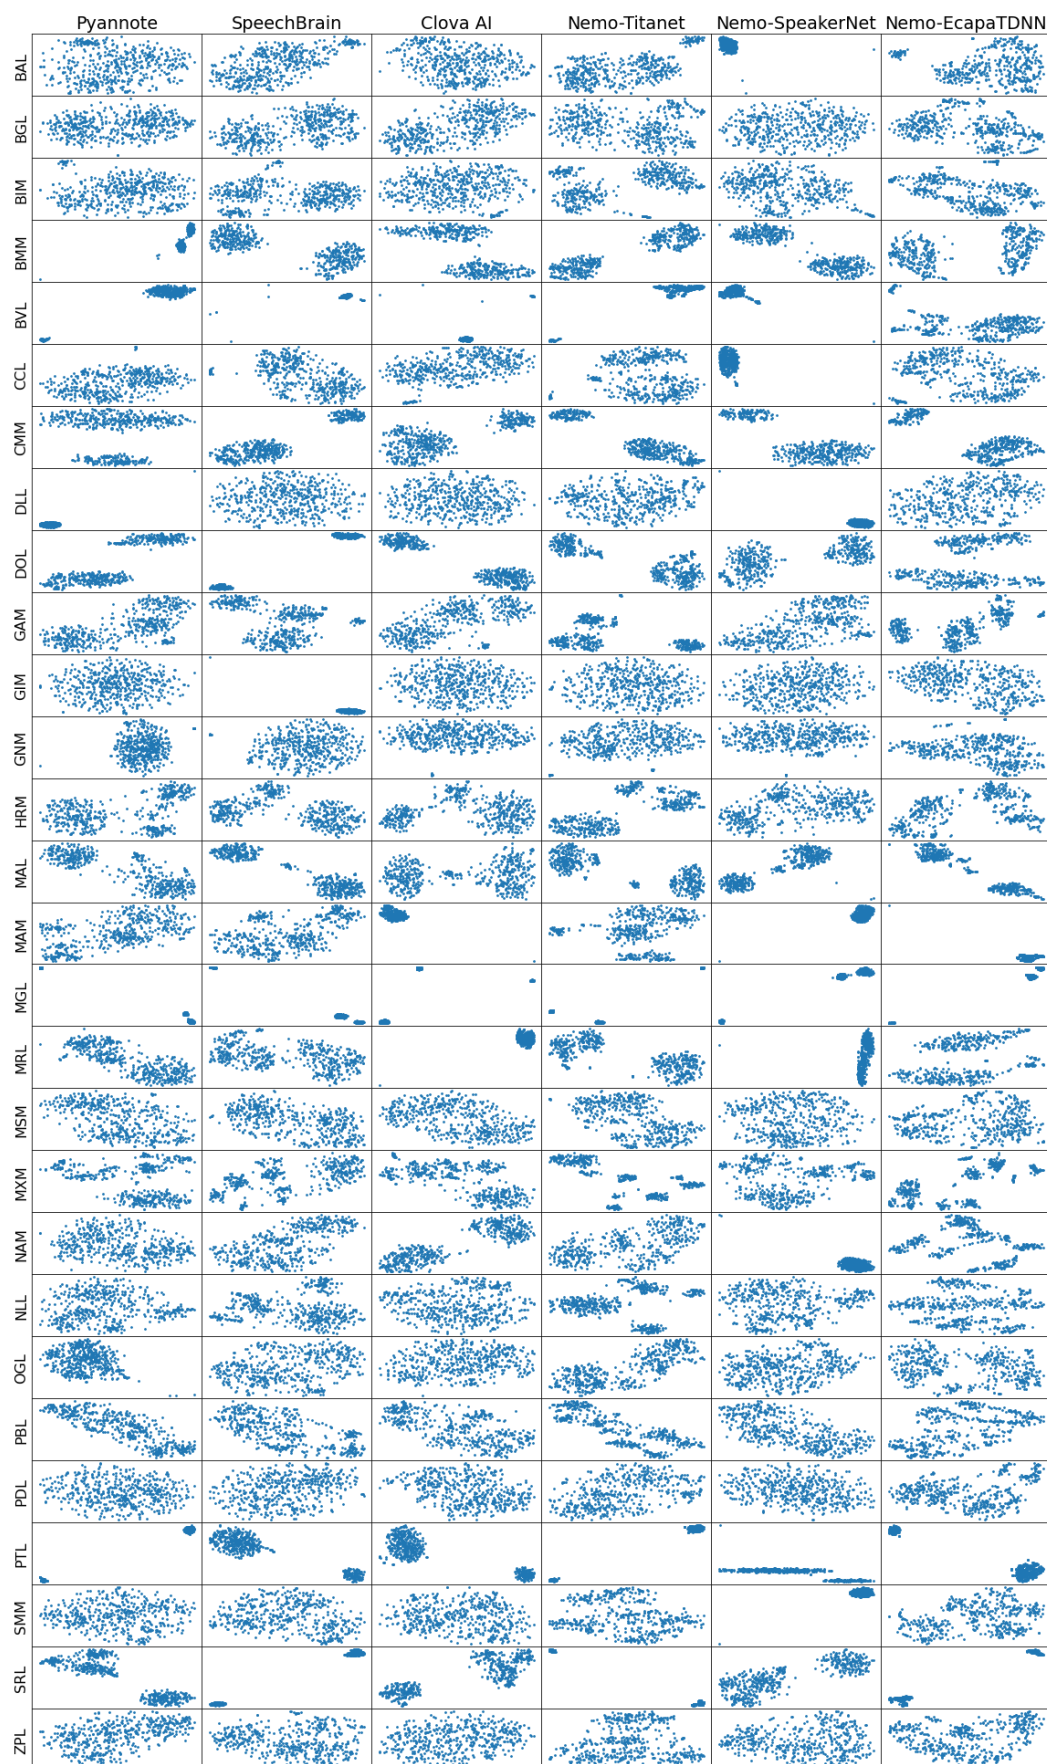 Pyannote SpeechBrain Clova AI Nemo-Titanet Nemo-SpeakerNet Nemo-EcapaTDNN
BAL
BGL
BIM
BMM
BVL
CCL
CMM
DLL
DOL
GAM
GIM
GNM
HRM
MAL
MAM
MGL
MRL
MSM
MXM
NAM
NLL
OGL
PBL
PDL
PTL
SMM
SRL
ZPL